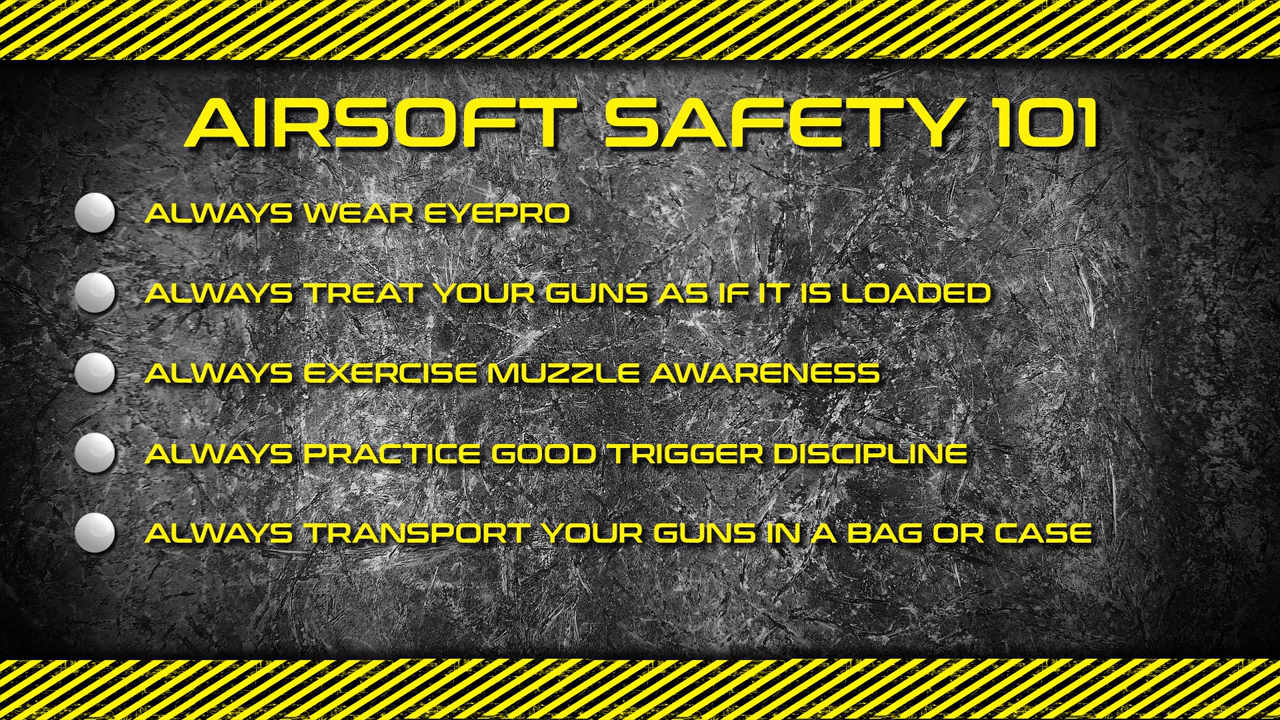 AIRSOFT SAFETY 101
ALWAYS WEAR EYEPRO
ALWAYS TREAT YOUR GUNS AS IF IT IS LOADED
ALWAYS EXERCISE MUZZLE AWARENESS
ALWAYS PRACTICE GOOD TRIGGER DISCIPLINE
ALWAYS TRANSPORT YOUR GUNS IN A BAG OR CASE